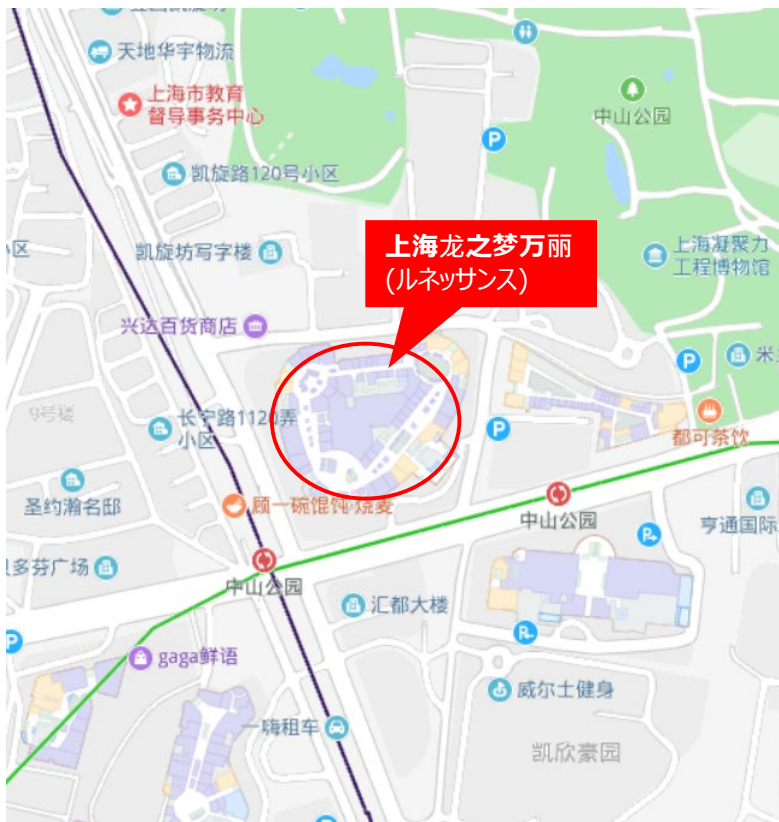 天地华宇物流
上海市教育
督导事务中心
中山公园
凯旋路120号小区
小区
凯旋坊写字楼
上海龙之梦万丽
(ルネッサンス)
上海凝聚力
工程博物馆
兴达百货商店
米
9号楼
长宁路1120弄
小区
都可茶饮
圣约瀚名邸
顾一碗馄饨·烧麦
中山公园
亨通国际
多芬广场
中山公园
汇都大楼
gaga鲜语
威尔士健身
一嗨租车
凯欣豪园